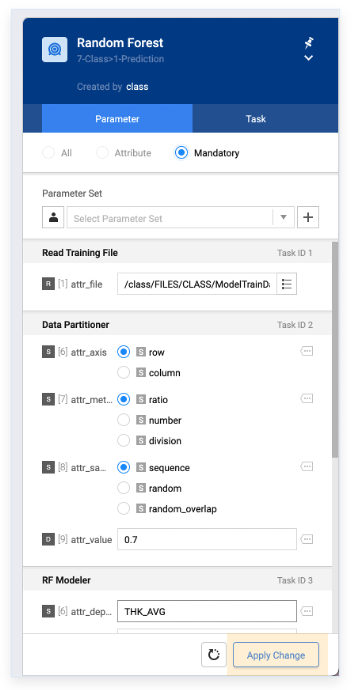 Random Forest
7-Class>1-Prediction
Created by class
Parameter Task
All Attribute Mandatory
Parameter Set
Select Parameter Set
Read Training File Task ID 1
[1] attr_file /class/FILES/CLASS/ModelTrainDa
Data Partitioner Task ID 2
S [6] attr_axis S row
S column
S [7] attr_met... S ratio
S number
S division
S [8] attr_sa... S sequence
S random
S random_overlap
D [9] attr_value 0.7
RF Modeler Task ID 3
S [6] attr_dep... THK_AVG
Apply Change